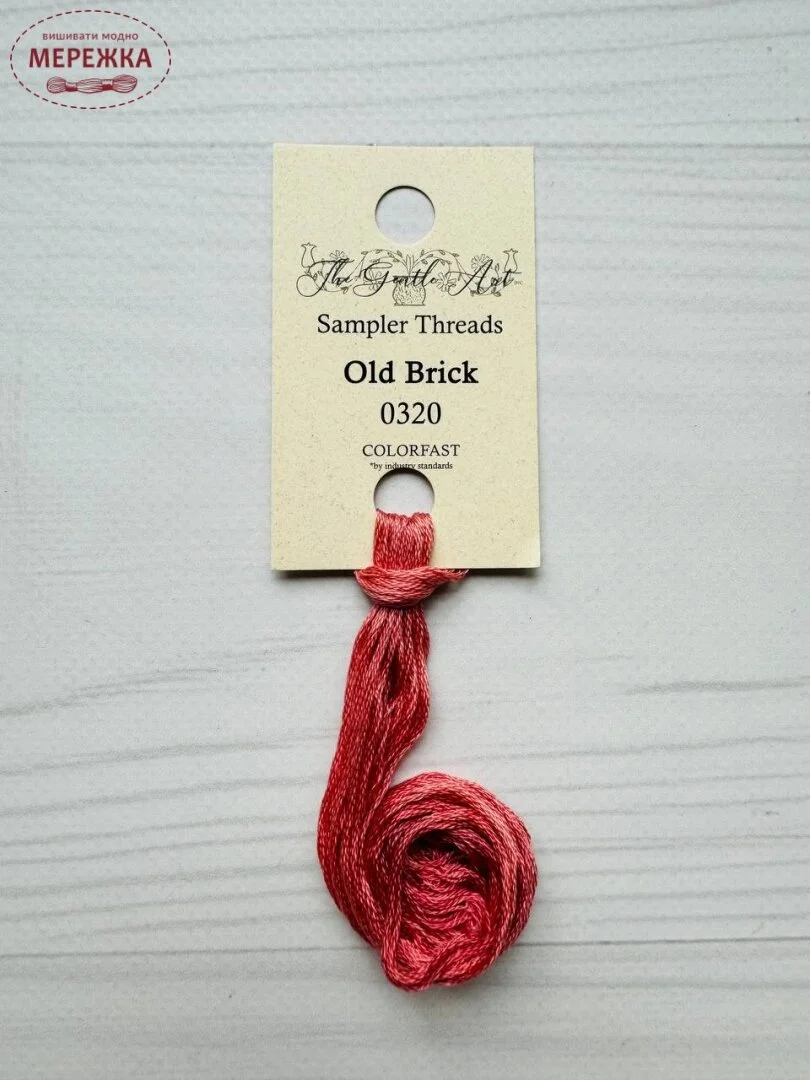 вишивати модно
МЕРЕЖКА
The Gentle Art
Sampler Threads
Old Brick
0320
COLORFAST
*by industry standards